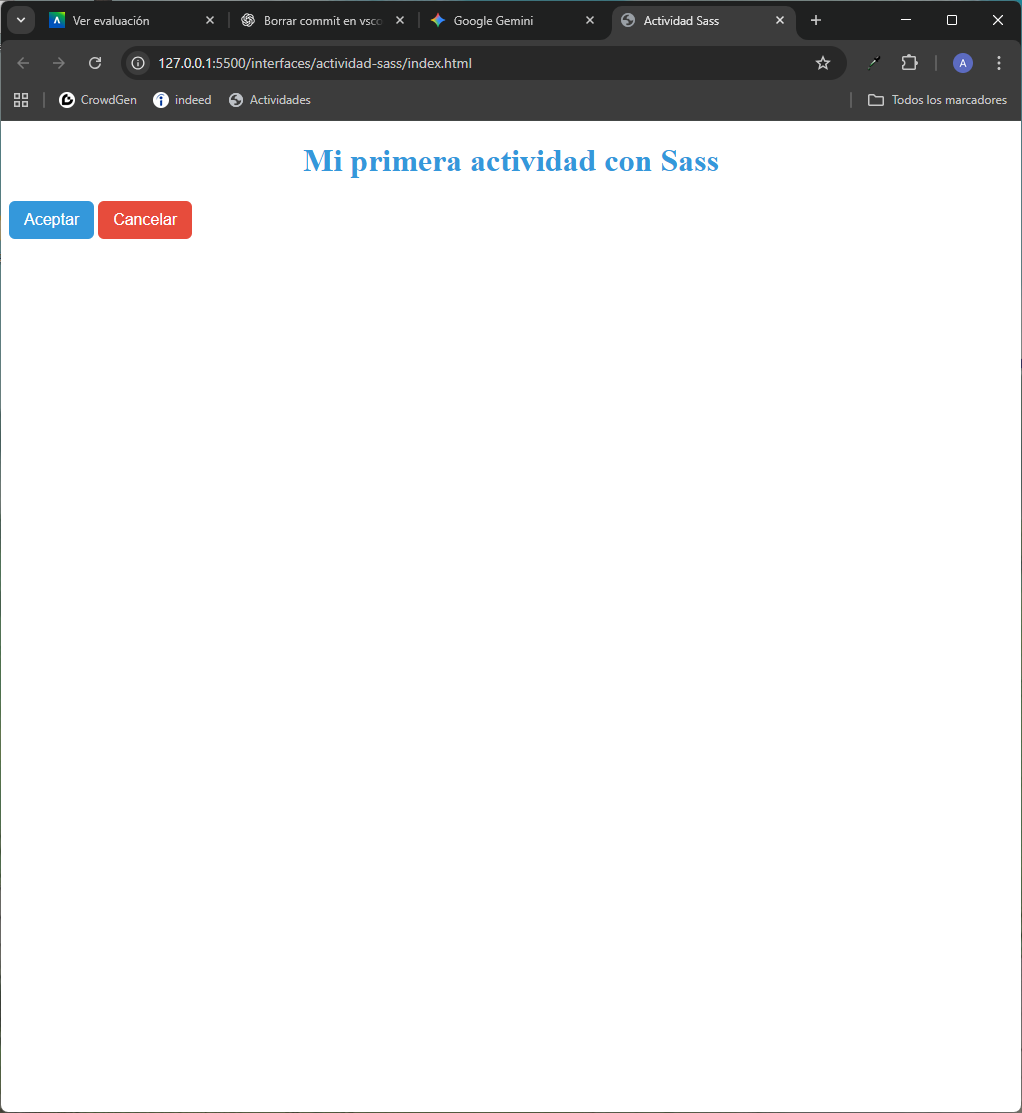 Ver evaluación
Borrar commit en vsco
Google Gemini
Actividad Sass
127.0.0.1:5500/interfaces/actividad-sass/index.html
A
CrowdGen
indeed
Actividades
Todos los marcadores
Mi primera actividad con Sass
Aceptar Cancelar